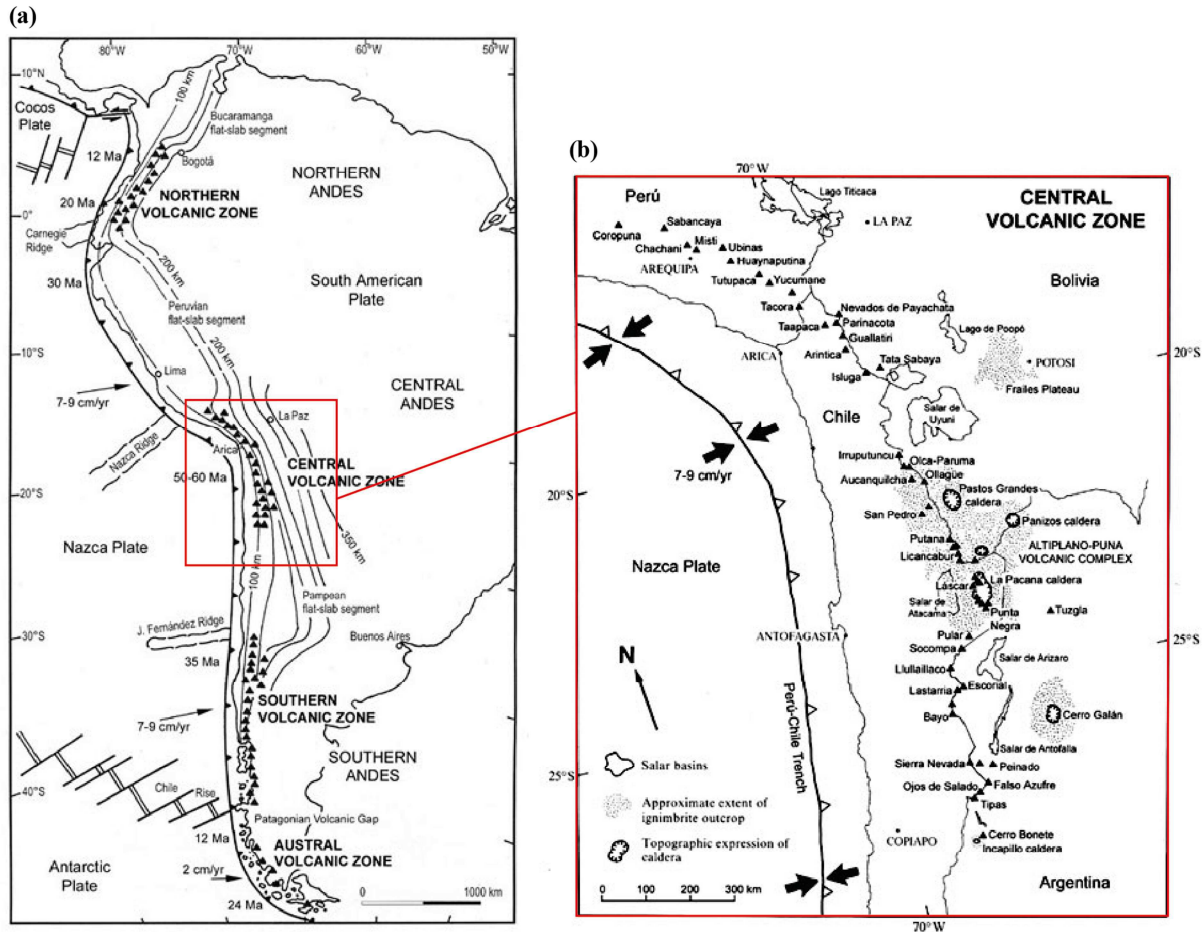 (a)
80°W
70°W
60°W
50°W
10°N
Cocos
Plate
12 Ma
100 km
Bucaramanga
flat-slab segment
Bogotá
NORTHERN
VOLCANIC ZONE
NORTHERN
ANDES
20 Ma
0°
Carnegie
Ridge
30 Ma
200 km
South American
Plate
Peruvian
flat-slab segment
10°S
Lima
200 km
7-9 cm/yr
CENTRAL
ANDES
La Paz
Nazca Ridge
Arica
50-60 Ma
CENTRAL
VOLCANIC ZONE
20°S
Nazca Plate
350 km
100 km
Pampean
flat-slab segment
30°S
J. Fernández Ridge
Buenos Aires
35 Ma
SOUTHERN
VOLCANIC ZONE
7-9 cm/yr
SOUTHERN
ANDES
Chile
Rise
40°S
Patagonian Volcanic Gap
12 Ma
AUSTRAL
VOLCANIC ZONE
Antarctic
Plate
2 cm/yr
24 Ma
0
1000 km
(b)
70° W
Perú
Lago Titicaca
CENTRAL
VOLCANIC ZONE
LA PAZ
Sabancaya
Coropuna
Misti
Chachani
Ubinas
AREQUIPA
Huaynaputina
Tutupaca
Yucumane
Bolivia
Tacora
Nevados de Payachata
Taapaca
Parinacota
Lago de Poopó
Guallatiri
ARICA
Arintica
Tata Sabaya
20°S
POTOSI
Isluga
Frailes Plateau
Chile
Salar de
Uyuni
7-9 cm/yr
Irruputuncu
Olca-Paruma
Aucanquilcha
Ollagüe
20°S
Pastos Grandes
caldera
San Pedro
Panizos caldera
Putana
ALTIPLANO-PUNA
VOLCANIC COMPLEX
Nazca Plate
Licancabur
Láscar
La Pacana caldera
Salar de
Atacama
Punta
Negra
Tuzgla
ANTOFAGASTA
Pular
25°S
Socompa
Salar de Arizaro
N
Llullaillaco
Lastarria
Escorial
Perú-Chile Trench
Bayo
Cerro Galán
Salar de Antofalla
Salar basins
Sierra Nevada
Peinado
25°S
Falso Azufre
Ojos de Salado
Approximate extent of
ignimbrite outcrop
Tipas
COPIAPO
Cerro Bonete
Incapillo caldera
Topographic expression of
caldera
0 100 200 300 km
Argentina
70° W